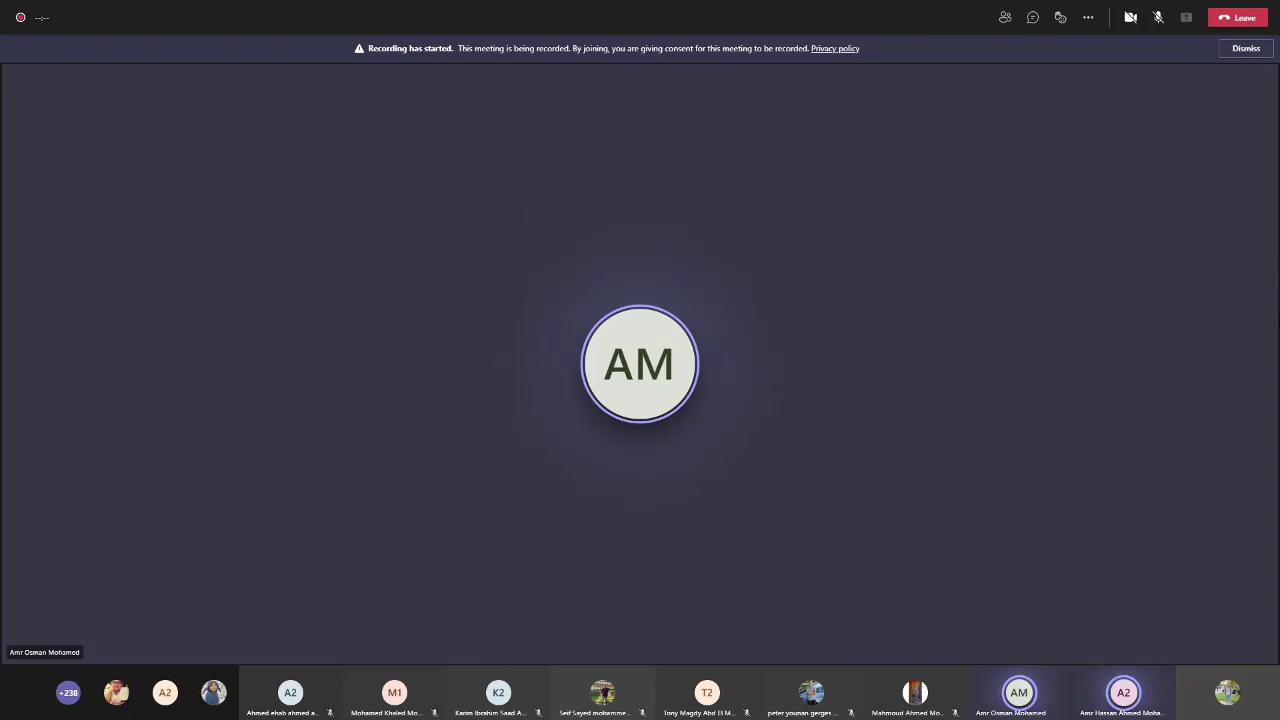 --:--
Leave
Recording has started. This meeting is being recorded. By joining, you are giving consent for this meeting to be recorded. Privacy policy
Dismiss
AM
Amr Osman Mohamed
+238
A2
A2
Ahmed ehab ahmed a...
M1
Mohamed Khaled Mo...
K2
Karim Ibrahim Saad A...
Seif Sayed mohamme...
T2
Tony Magdy Abd El M...
peter younan gerges ...
Mahmoud Ahmed Mo...
AM
Amr Osman Mohamed
A2
Amr Hassan Ahmed Moha...